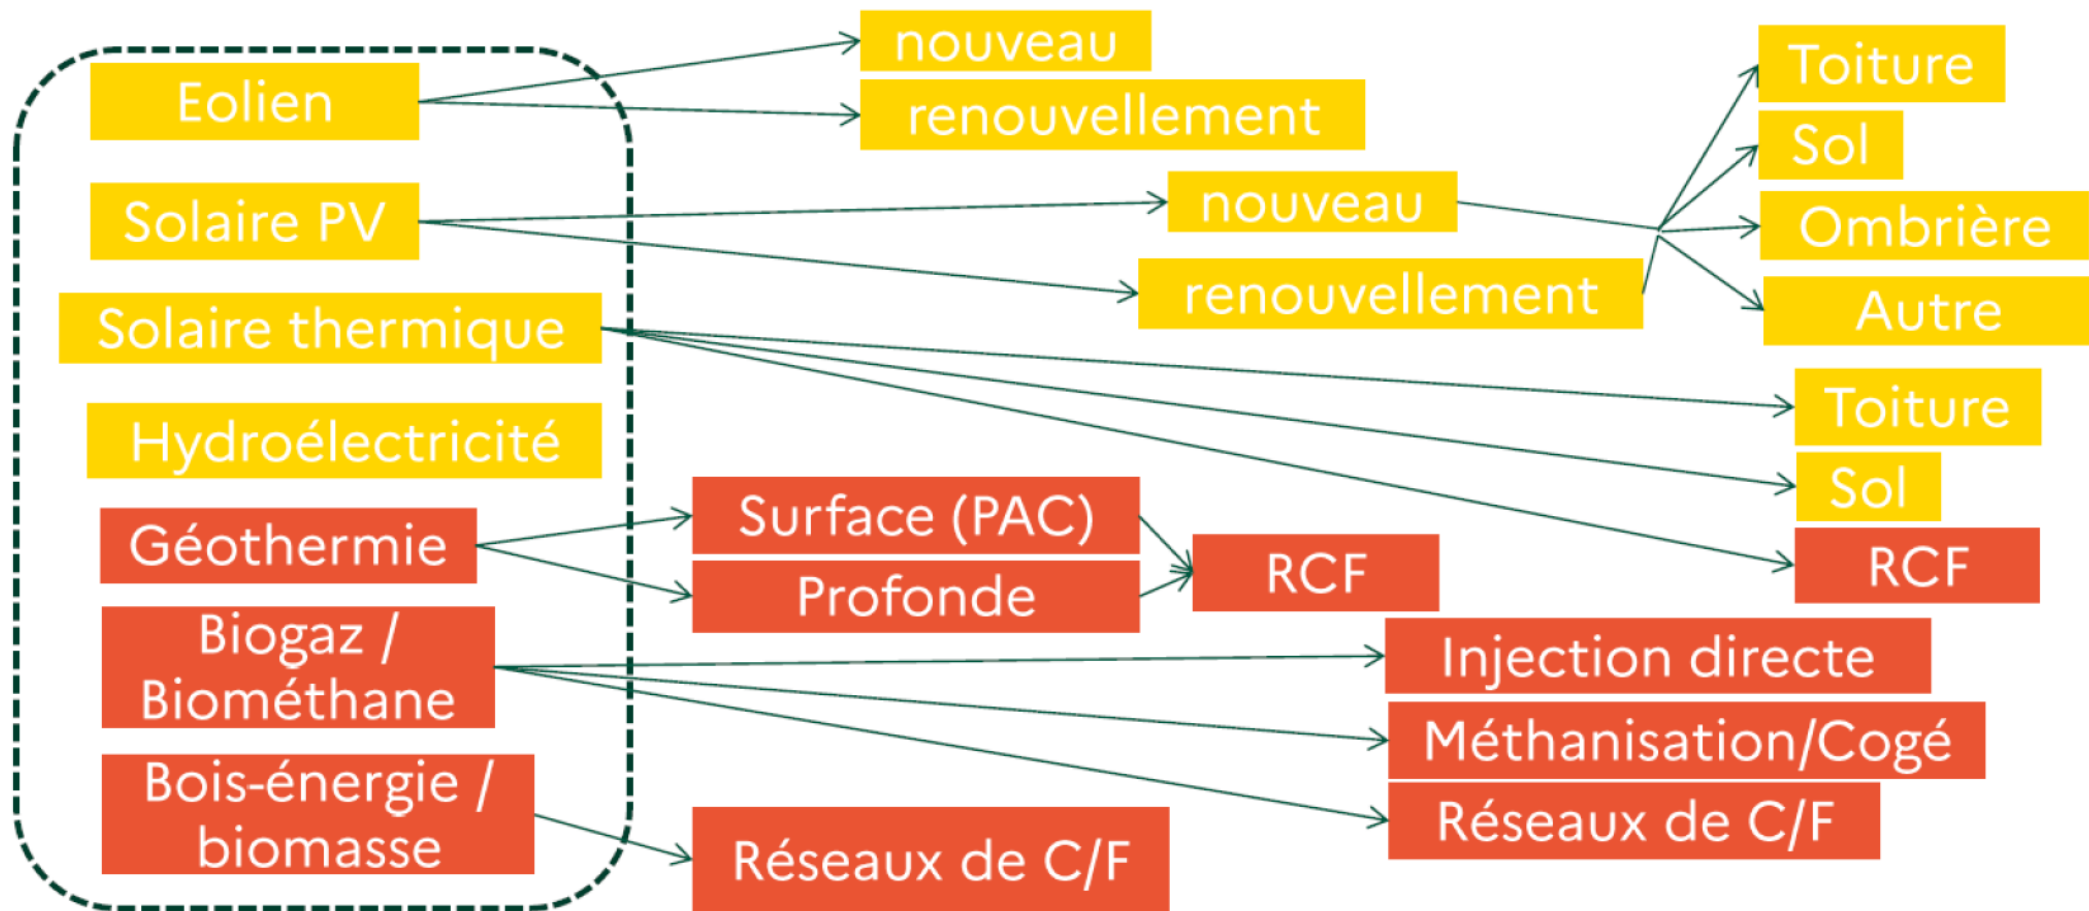 Eolien
nouveau
renouvellement
Solaire PV
nouveau
renouvellement
Toiture
Sol
Ombrière
Autre
Solaire thermique
Toiture
Sol
RCF
Hydroélectricité
Géothermie
Surface (PAC)
Profonde
RCF
Biogaz /
Biométhane
Injection directe
Méthanisation/Cogé
Réseaux de C/F
Bois-énergie /
biomasse
Réseaux de C/F